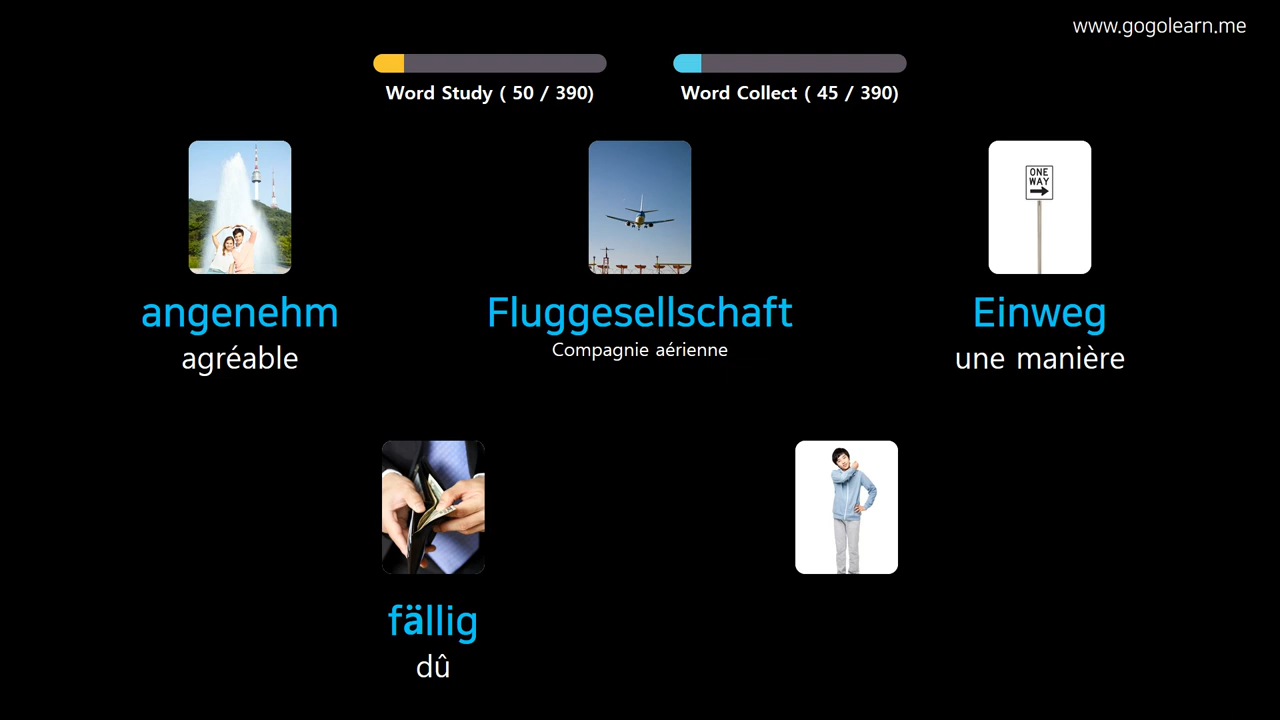 www.gogolearn.me
Word Study ( 50 / 390)
Word Collect ( 45 / 390)
ONE
WAY
angenehm
agréable
Fluggesellschaft
Compagnie aérienne
Einweg
une manière
fällig
dû